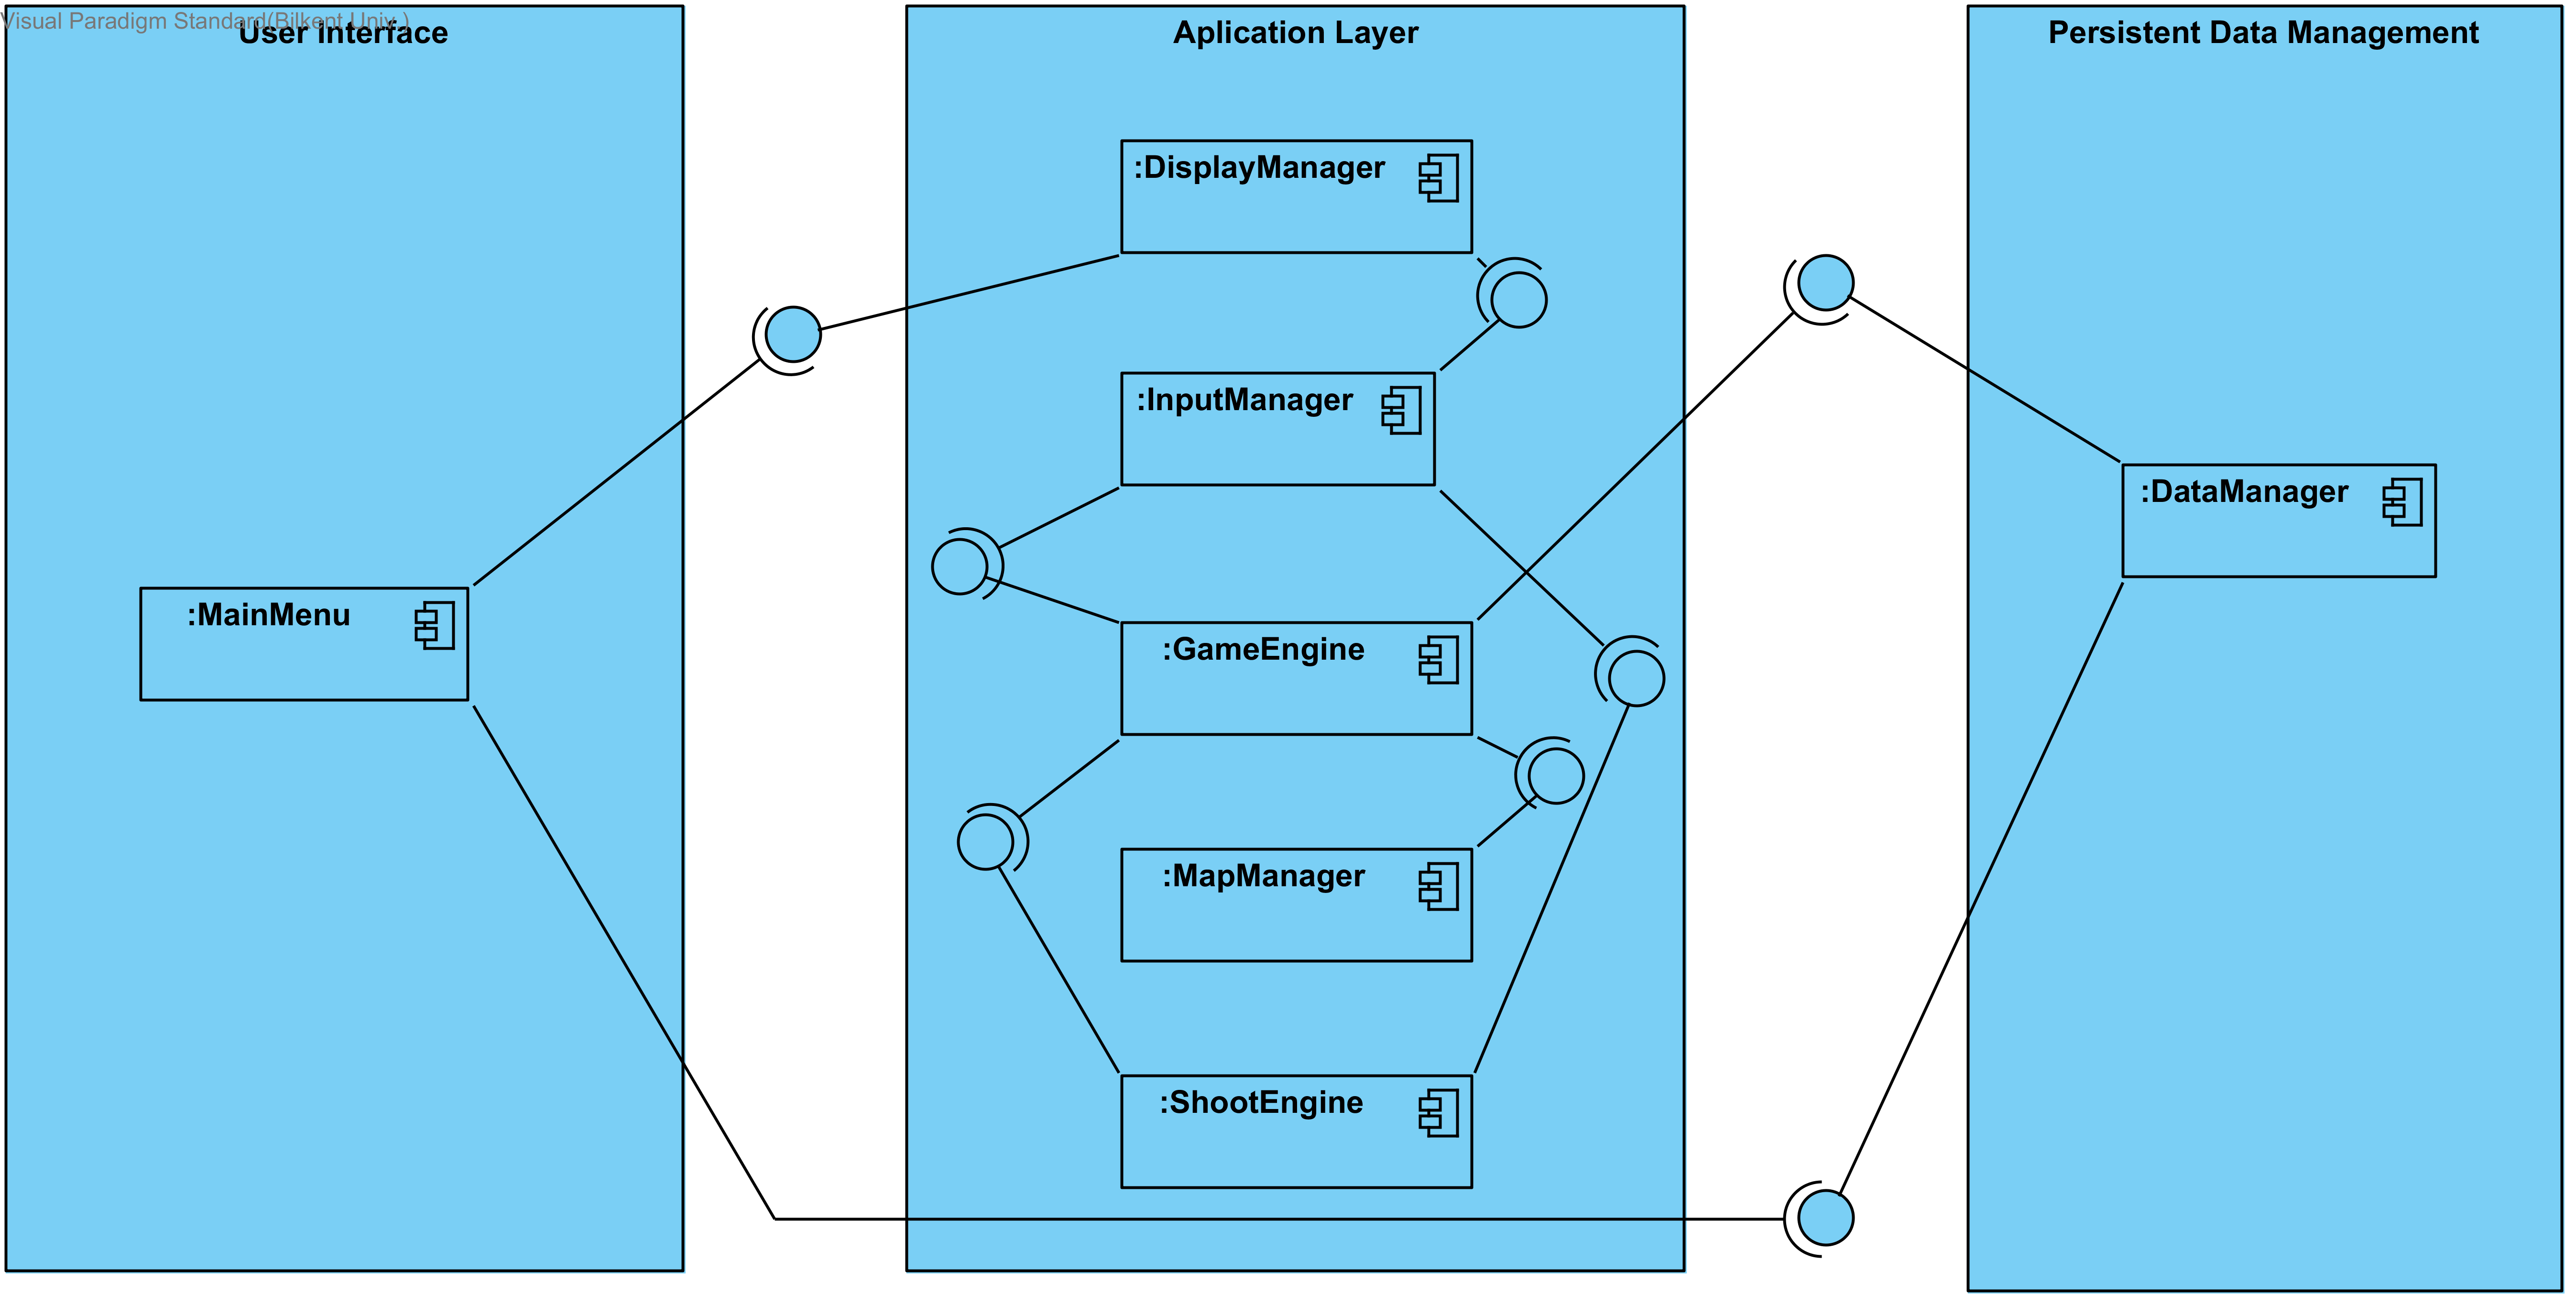 Visual Paradigm Standard(Bilkent Univ.)
User Interface
Aplication Layer
Persistent Data Management
:DisplayManager
:InputManager
:DataManager
:MainMenu
:GameEngine
:MapManager
:ShootEngine